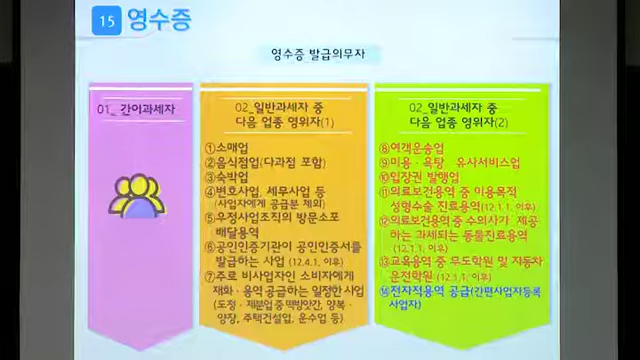 15 영수증
영수증 발급의무자
01_ 간이과세자
02_일반과세자 중
다음 업종 영위자(1)
①소매업
②음식점업(다과점 포함)
③숙박업
④변호사업, 세무사업 등
(사업자에게 공급분 제외)
⑤우정사업조직의 방문소포
배달용역
⑥공인인증기관이 공인인증서를
발급하는 사업 (12.4.1. 이후)
⑦주로 비사업자인 소비자에게
재화·용역 공급하는 일정한 사업
(도정·제분업 중 떡방앗간, 양복·
양장, 주택건설업, 운수업 등)
02_일반과세자 중
다음 업종 영위자(2)
⑧여객운송업
⑨미용·욕탕 유사서비스업
⑩입장권 발행업
⑪의료보건용역 중 미용목적
성형수술 진료용역(12.1.1. 이후)
⑫의료보건용역 중 수의사가 제공
하는 과세되는 동물진료용역
(12.1.1. 이후)
⑬교육용역 중 무도학원 및 자동차
운전학원(12.1.1. 이후)
⑭전자적용역 공급(간편사업자등록
사업자)